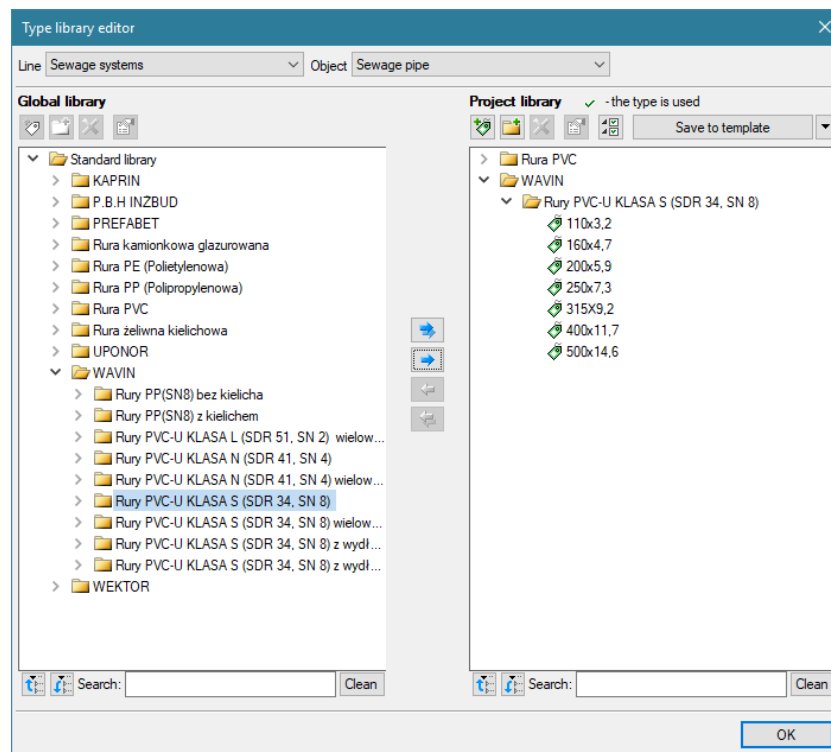 Type library editor
Line Sewage systems Object Sewage pipe
Global library
Standard library
KAPRIN
P.B.H INŻBUD
PREFABET
Rura kamionkowa glazurowana
Rura PE (Polietylenowa)
Rura PP (Polipropylenowa)
Rura PVC
Rura żeliwna kielichowa
UPONOR
WAVIN
Rury PP(SN8) bez kielicha
Rury PP(SN8) z kielichem
Rury PVC-U KLASA L (SDR 51, SN 2) wielow...
Rury PVC-U KLASA N (SDR 41, SN 4)
Rury PVC-U KLASA N (SDR 41, SN 4) wielow...
Rury PVC-U KLASA S (SDR 34, SN 8)
Rury PVC-U KLASA S (SDR 34, SN 8) wielow...
Rury PVC-U KLASA S (SDR 34, SN 8) z wydł...
Rury PVC-U KLASA S (SDR 34, SN 8) z wydł...
WEKTOR
Search: Clean
Project library - the type is used
Save to template
Rura PVC
WAVIN
Rury PVC-U KLASA S (SDR 34, SN 8)
110x3,2
160x4,7
200x5,9
250x7,3
315X9,2
400x11,7
500x14,6
Search: Clean
OK